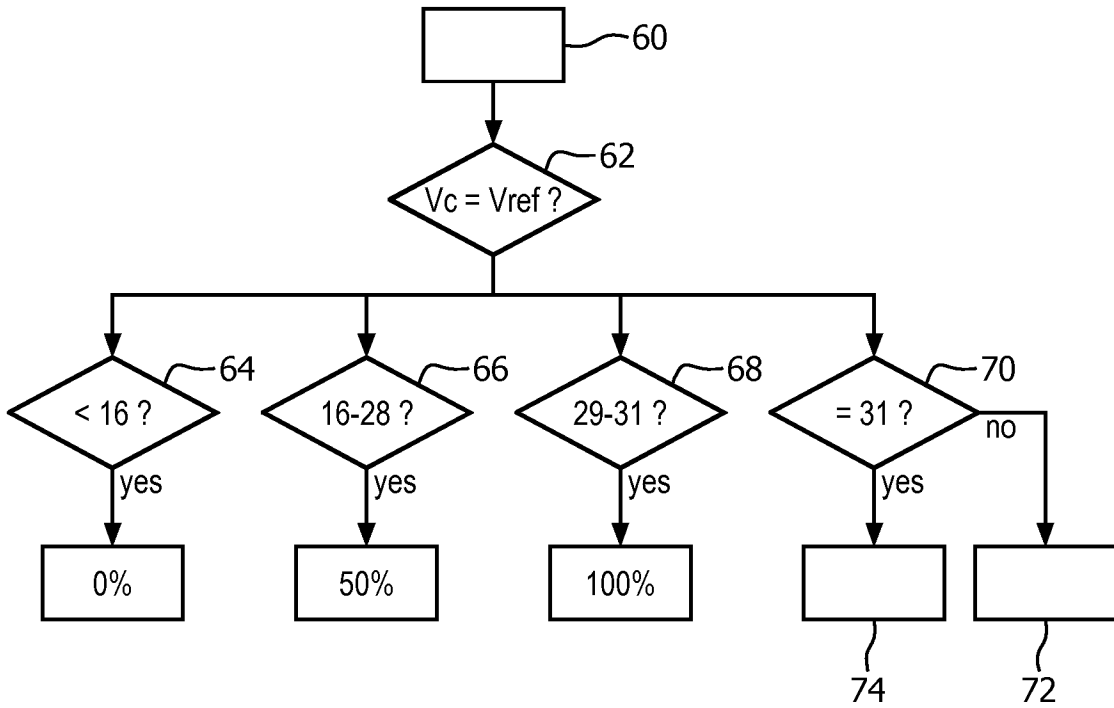 60
62
Vc = Vref ?
64
66
68
70
< 16 ?
16-28 ?
29-31 ?
= 31 ?
no
yes
yes
yes
yes
0%
50%
100%
74
72